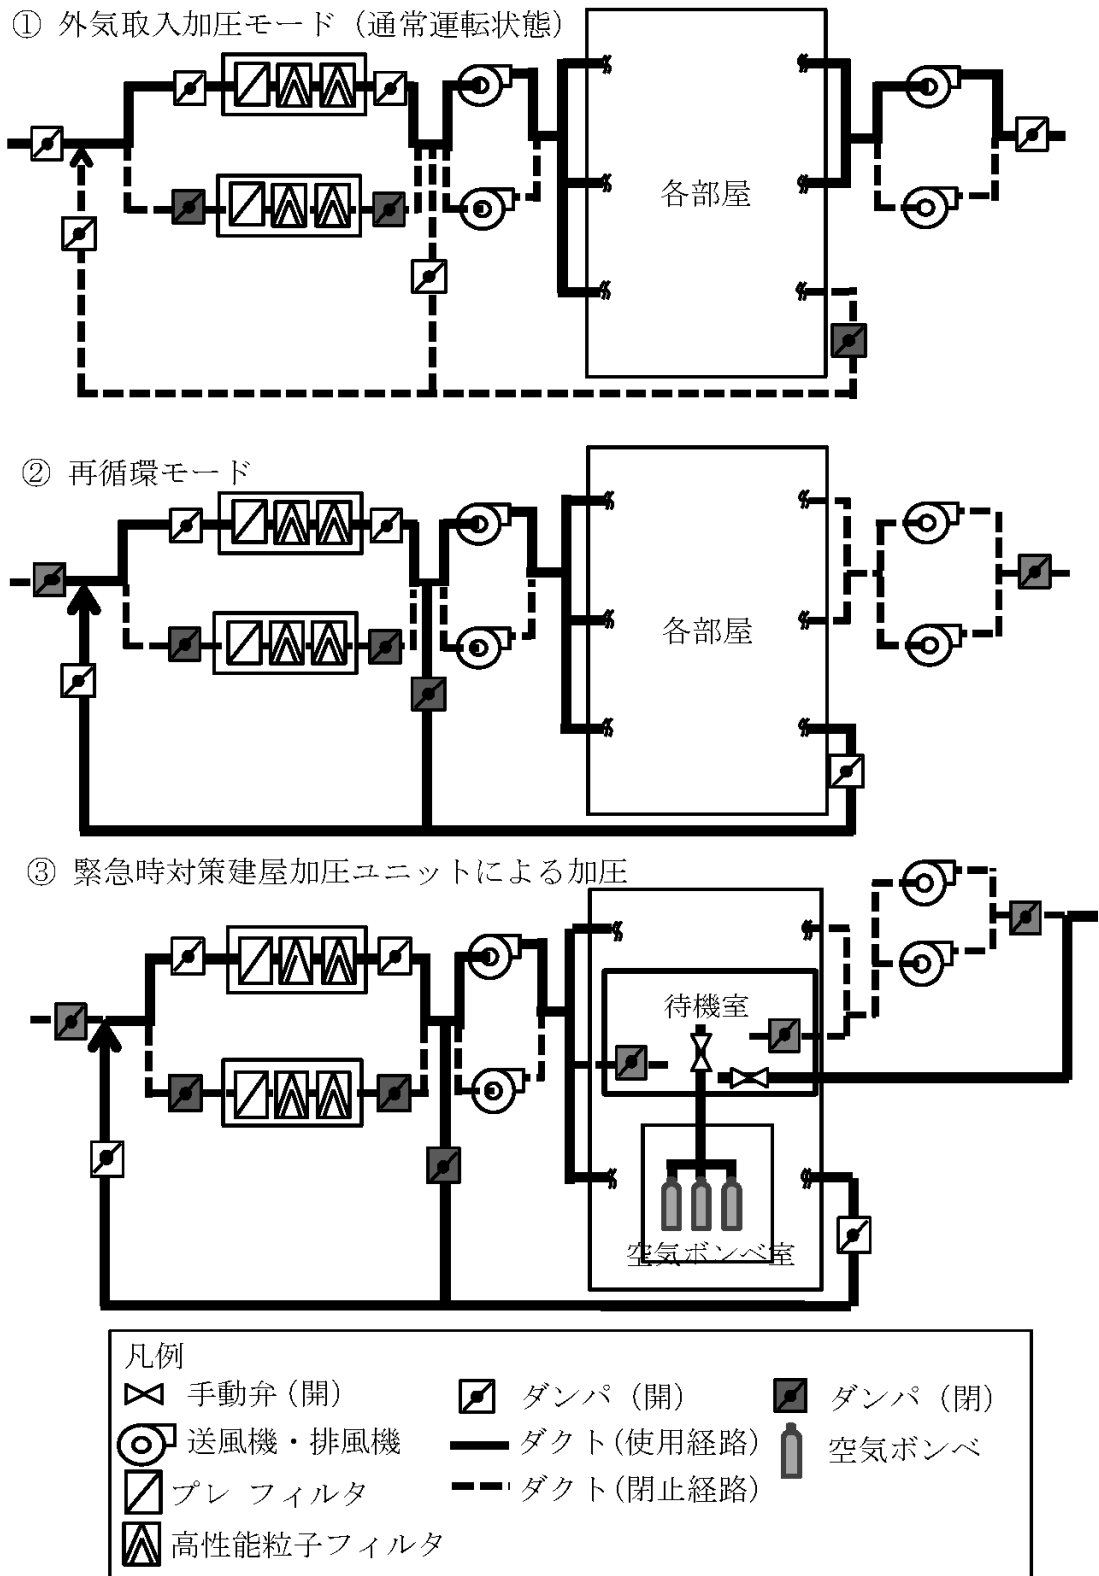 ① 外気取入加圧モード（通常運転状態）
各部屋
② 再循環モード
各部屋
③ 緊急時対策建屋加圧ユニットによる加圧
待機室
空気ボンベ室
凡例
手動弁（開） ダンパ（開） ダンパ（閉）
送風機・排風機 ダクト（使用経路） 空気ボンベ
プレ フィルタ ダクト（閉止経路）
高性能粒子フィルタ